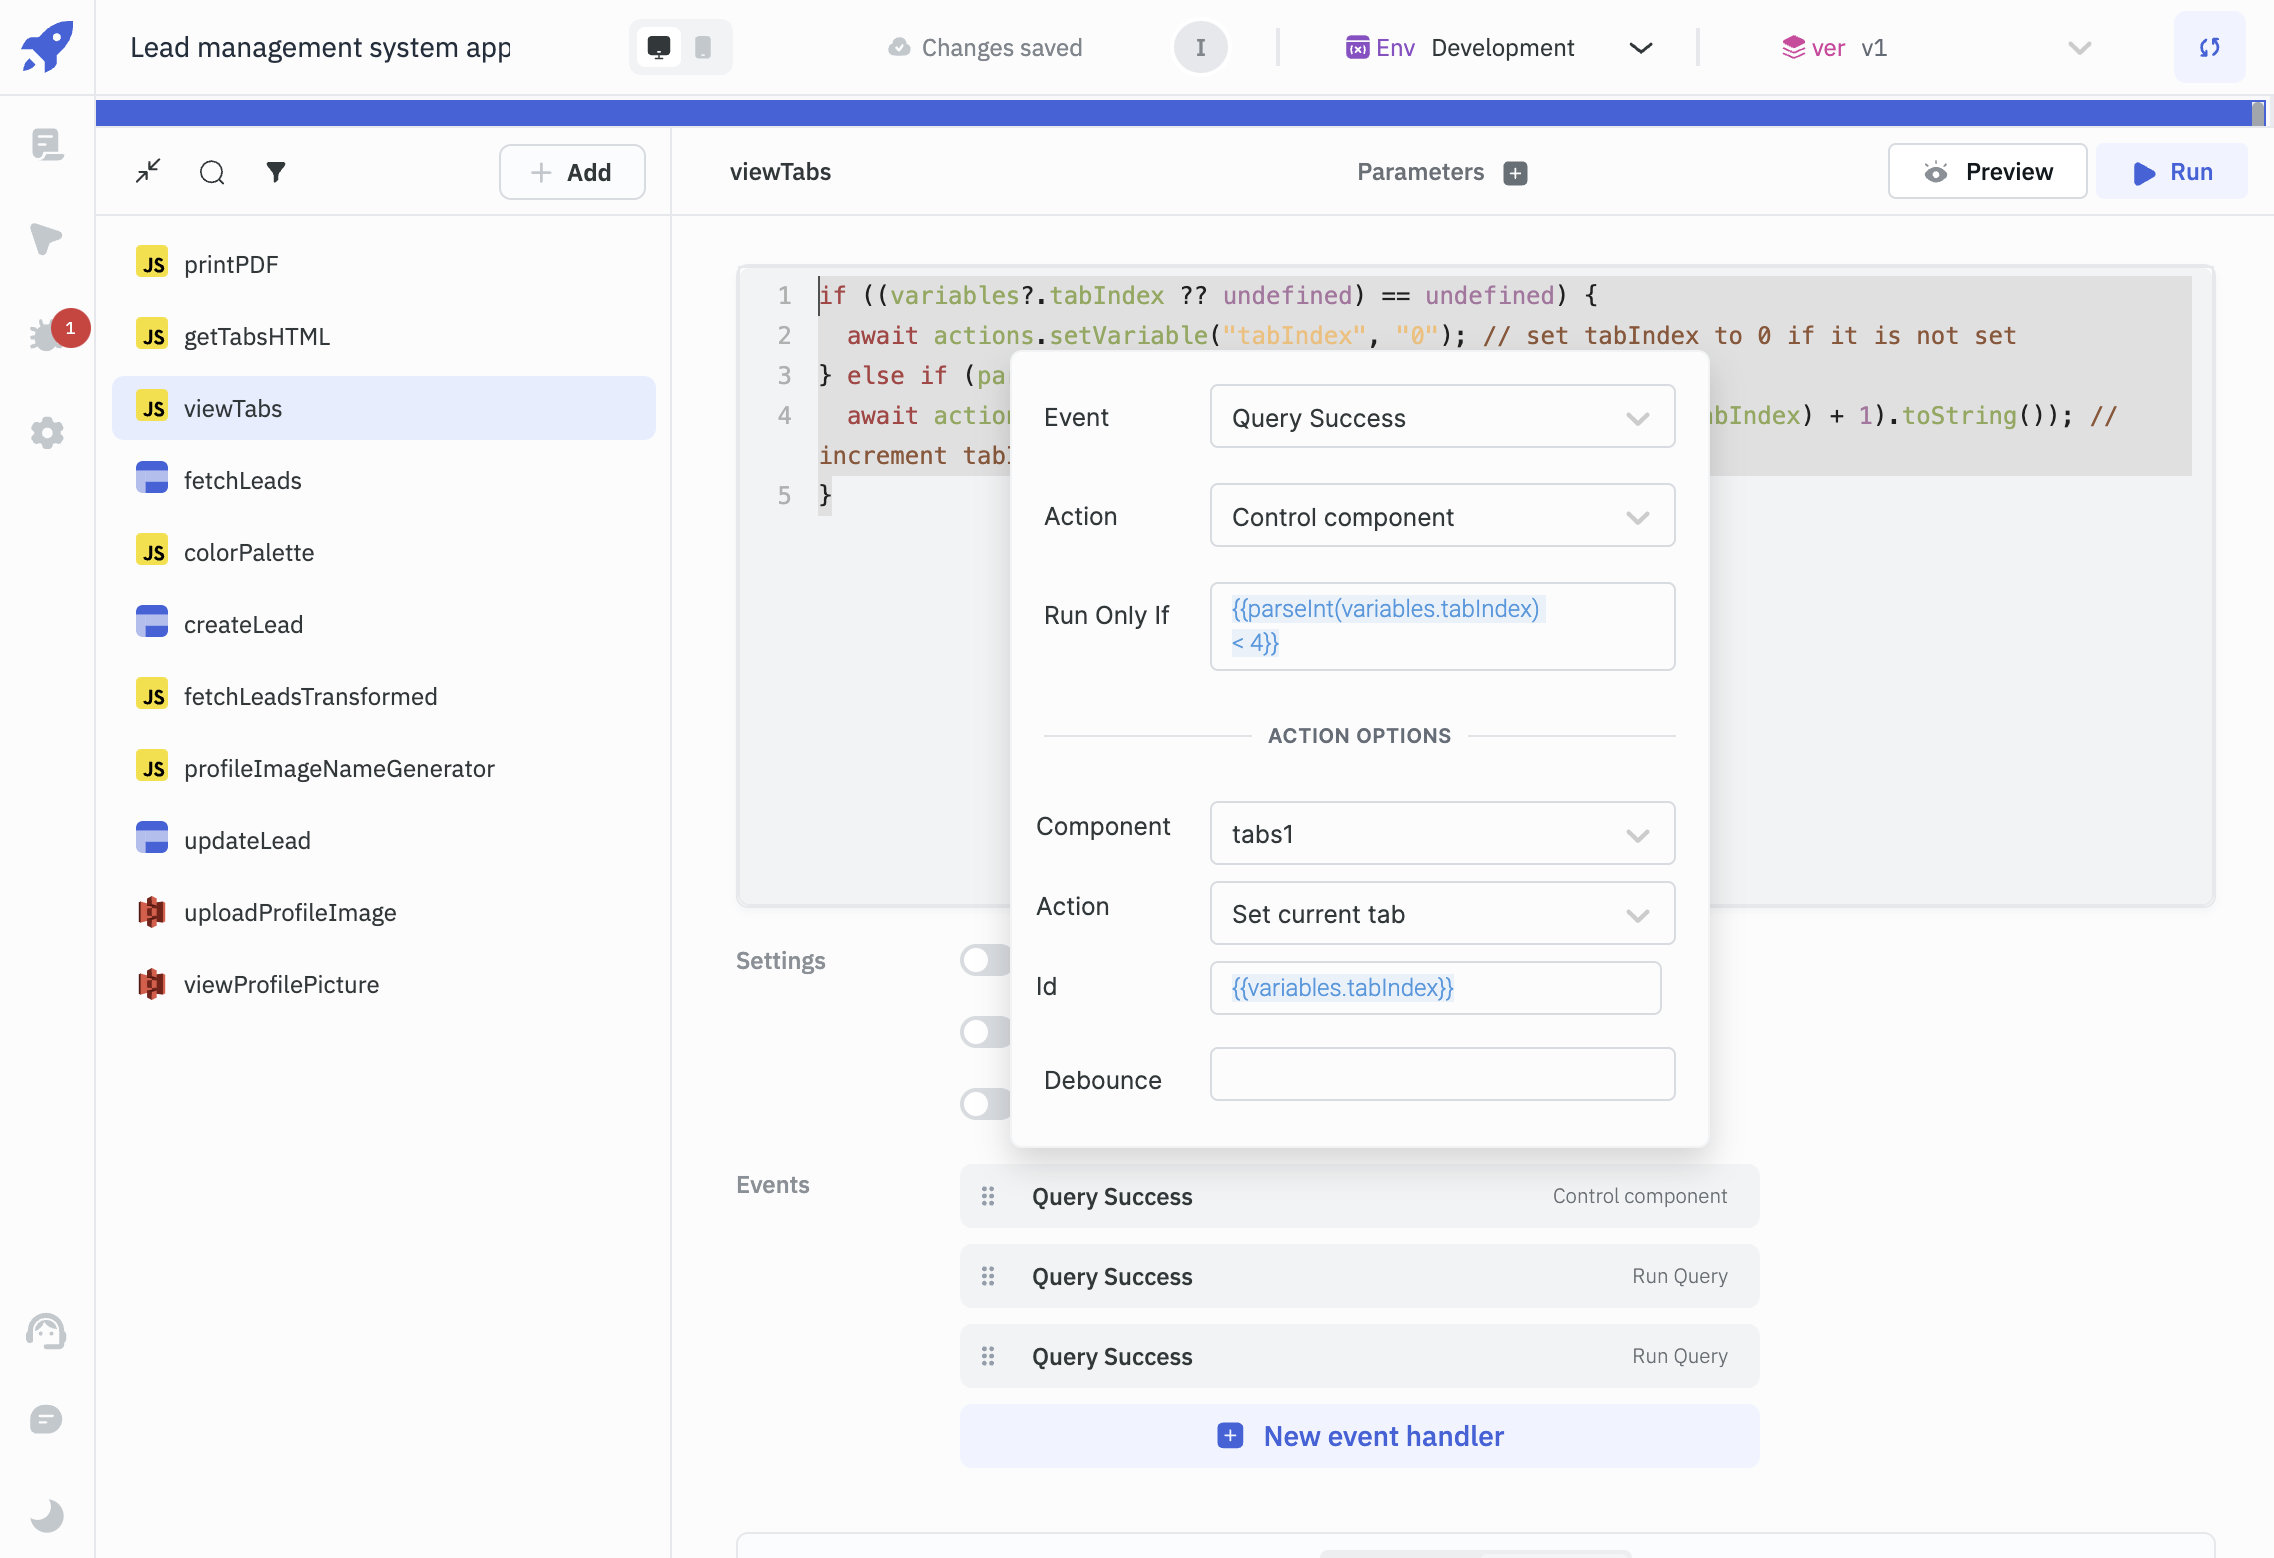 Lead management system app
Changes saved
I
Env Development
ver v1
Add
viewTabs
Parameters
Preview
Run
1
JS printPDF
JS getTabsHTML
JS viewTabs
fetchLeads
JS colorPalette
createLead
JS fetchLeadsTransformed
JS profileImageNameGenerator
updateLead
uploadProfileImage
viewProfilePicture
1 if ((variables?.tabIndex ?? undefined) == undefined) {
2 await actions.setVariable("tabIndex", "0"); // set tabIndex to 0 if it is not set
3 } else if (pa
4 await action bIndex) + 1).toString()); //
increment tabI
5 }
Event Query Success
Action Control component
Run Only If {{parseInt(variables.tabIndex)
< 4}}
ACTION OPTIONS
Component tabs1
Action Set current tab
Id {{variables.tabIndex}}
Debounce
Settings
Events
Query Success Control component
Query Success Run Query
Query Success Run Query
New event handler